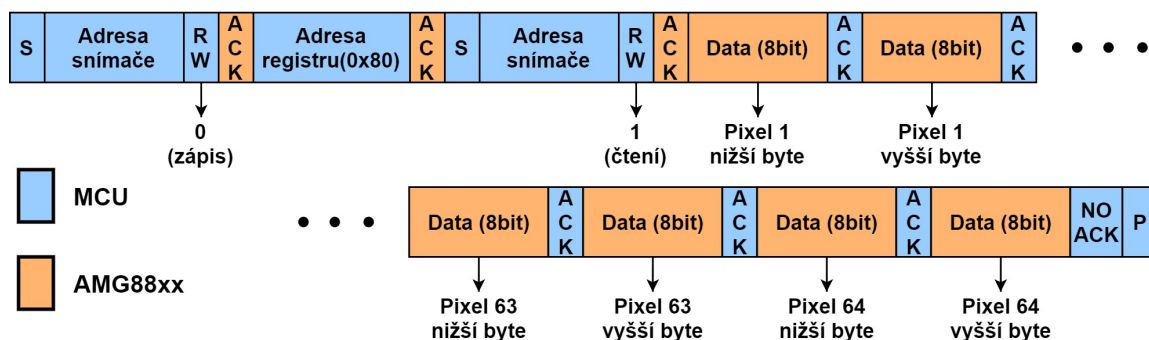 S
Adresa
snímače
R
W
A
C
K
Adresa
registru(0x80)
A
C
K
S
Adresa
snímače
R
W
A
C
K
Data (8bit)
A
C
K
Data (8bit)
A
C
K
0
(zápis)
1
(čtení)
Pixel 1
nižší byte
Pixel 1
vyšší byte
MCU
AMG88xx
Data (8bit)
A
C
K
Data (8bit)
A
C
K
Data (8bit)
A
C
K
Data (8bit)
NO
ACK
P
Pixel 63
nižší byte
Pixel 63
vyšší byte
Pixel 64
nižší byte
Pixel 64
vyšší byte